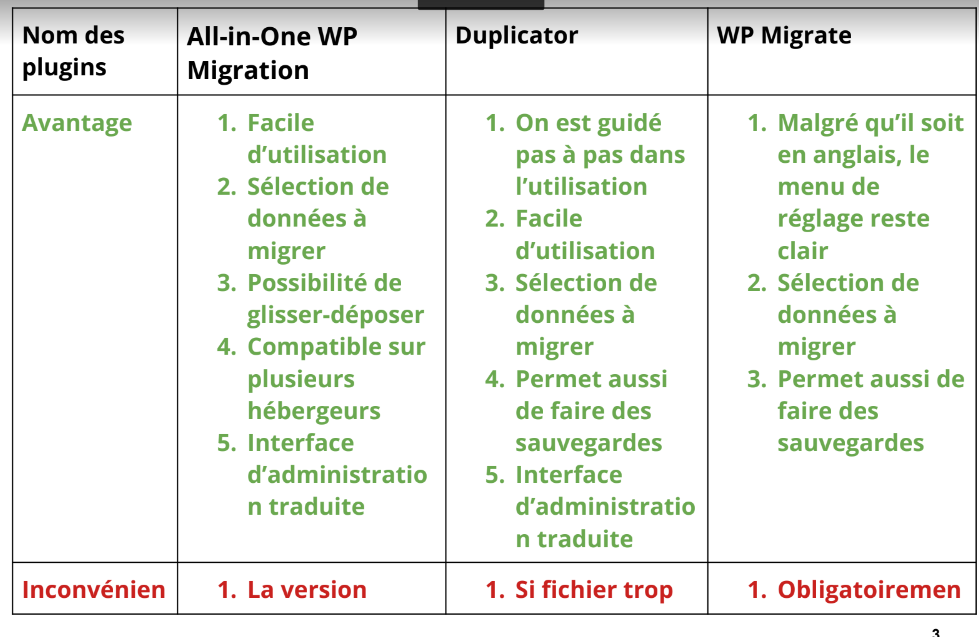 Nom des
plugins
All-in-One WP
Migration
Duplicator
WP Migrate
Avantage
1. Facile
d’utilisation
2. Sélection de
données à
migrer
3. Possibilité de
glisser-déposer
4. Compatible sur
plusieurs
hébergeurs
5. Interface
d’administratio
n traduite
1. On est guidé
pas à pas dans
l’utilisation
2. Facile
d’utilisation
3. Sélection de
données à
migrer
4. Permet aussi
de faire des
sauvegardes
5. Interface
d’administratio
n traduite
1. Malgré qu’il soit
en anglais, le
menu de
réglage reste
clair
2. Sélection de
données à
migrer
3. Permet aussi de
faire des
sauvegardes
Inconvénien
1. La version
1. Si fichier trop
1. Obligatoiremen
3